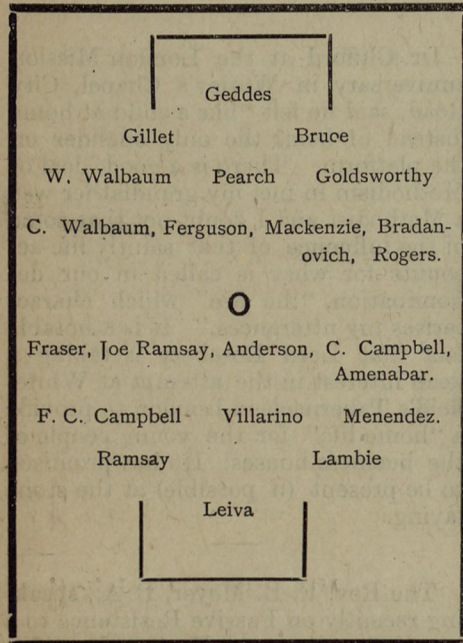 Geddes
Gillet Bruce
W. Walbaum Pearch Goldsworthy
C. Walbaum, Ferguson, Mackenzie, Bradan-
ovich, Rogers.
O
Fraser, Joe Ramsay, Anderson, C. Campbell,
Amenabar.
F. C. Campbell Villarino Menendez.
Ramsay Lambie
Leiva